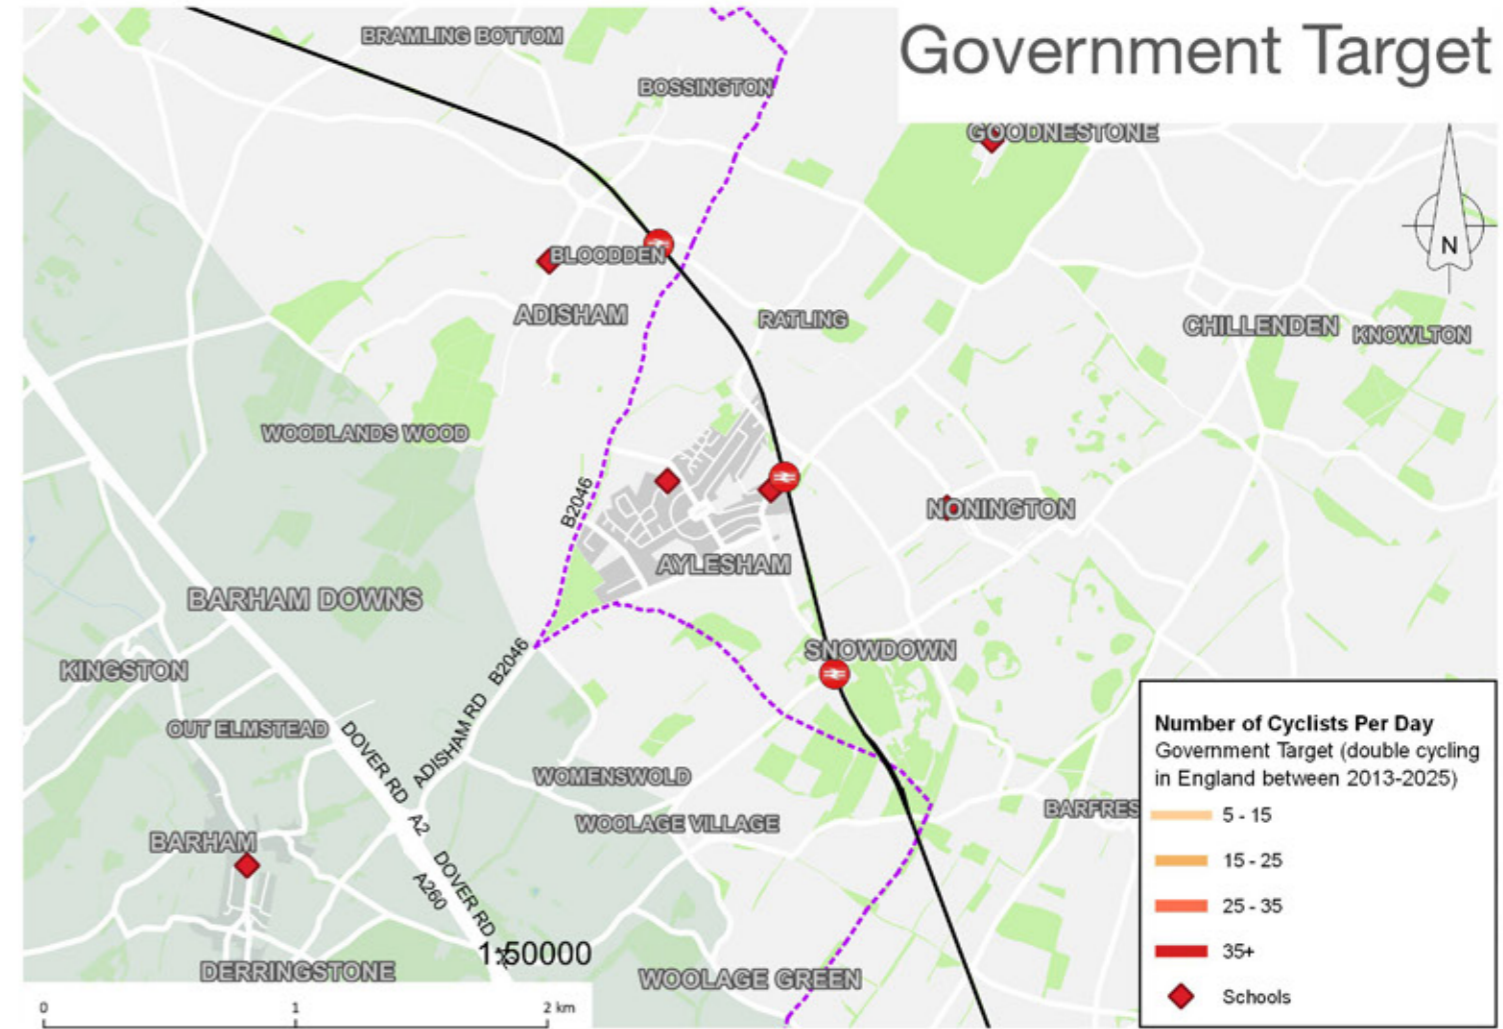 Government Target
BRAMLING BOTTOM
BOSSINGTON
GOODNESTONE
N
BLOODDEN
ADISHAM
RATLING
CHILLENDEN
KNOWLTON
WOODLANDS WOOD
B2046
NONINGTON
AYLESHAM
BARHAM DOWNS
SNOWDOWN
KINGSTON
B2046
ADISHAM RD
OUT ELMSTEAD
DOVER RD
A2
WOMENSWOLD
WOOLAGE VILLAGE
BARFRES
BARHAM
DOVER RD
A260
1:50000
DERRINGSTONE
WOOLAGE GREEN
0 1 2 km
Number of Cyclists Per Day
Government Target (double cycling
in England between 2013-2025)
5 - 15
15 - 25
25 - 35
35+
Schools